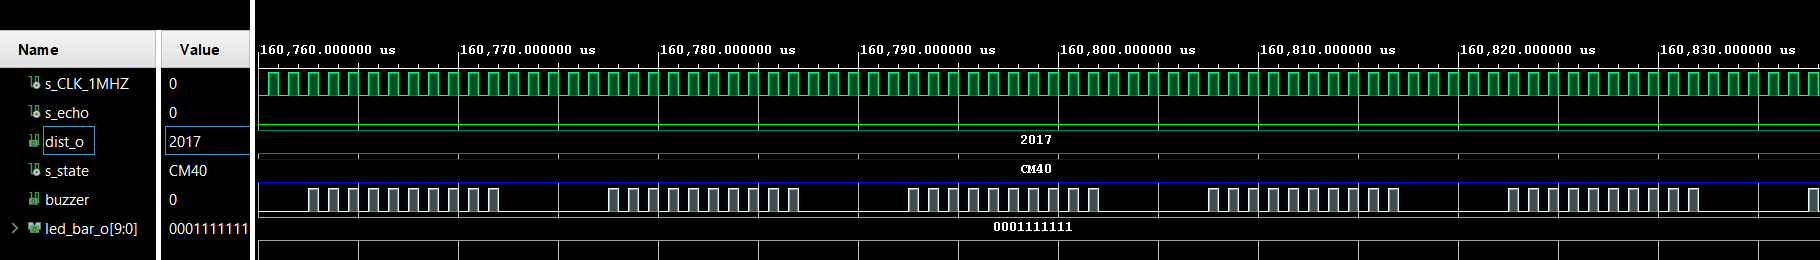 Name Value 160,760.000000 us 160,770.000000 us 160,780.000000 us 160,790.000000 us 160,800.000000 us 160,810.000000 us 160,820.000000 us 160,830.000000 us
s_CLK_1MHZ 0
s_echo 0
dist_o 2017 2017
s_state CM40 CM40
buzzer 0
led_bar_o[9:0] 0001111111 0001111111